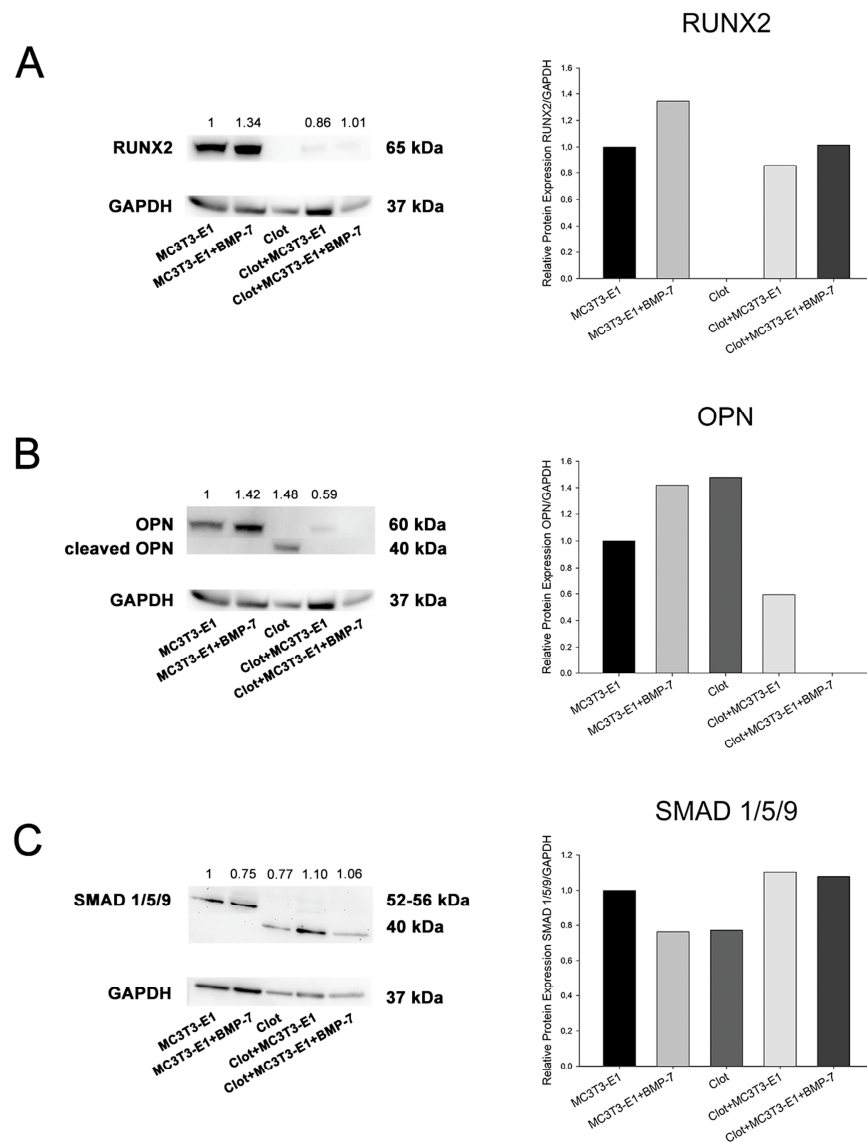 RUNX2
A
1 1.34 0.86 1.01
RUNX2 65 kDa
GAPDH 37 kDa
MC3T3-E1
MC3T3-E1+BMP-7
Clot
Clot+MC3T3-E1
Clot+MC3T3-E1+BMP-7
Relative Protein Expression RUNX2/GAPDH
1.6
1.4
1.2
1.0
0.8
0.6
0.4
0.2
0.0
MC3T3-E1
MC3T3-E1+BMP-7
Clot
Clot+MC3T3-E1
Clot+MC3T3-E1+BMP-7
OPN
B
1 1.42 1.48 0.59
OPN 60 kDa
cleaved OPN 40 kDa
GAPDH 37 kDa
MC3T3-E1
MC3T3-E1+BMP-7
Clot
Clot+MC3T3-E1
Clot+MC3T3-E1+BMP-7
Relative Protein Expression OPN/GAPDH
1.6
1.4
1.2
1.0
0.8
0.6
0.4
0.2
0.0
MC3T3-E1
MC3T3-E1+BMP-7
Clot
Clot+MC3T3-E1
Clot+MC3T3-E1+BMP-7
SMAD 1/5/9
C
1 0.75 0.77 1.10 1.06
SMAD 1/5/9 52-56 kDa
40 kDa
GAPDH 37 kDa
MC3T3-E1
MC3T3-E1+BMP-7
Clot
Clot+MC3T3-E1
Clot+MC3T3-E1+BMP-7
Relative Protein Expression SMAD 1/5/9/GAPDH
1.2
1.0
0.8
0.6
0.4
0.2
0.0
MC3T3-E1
MC3T3-E1+BMP-7
Clot
Clot+MC3T3-E1
Clot+MC3T3-E1+BMP-7